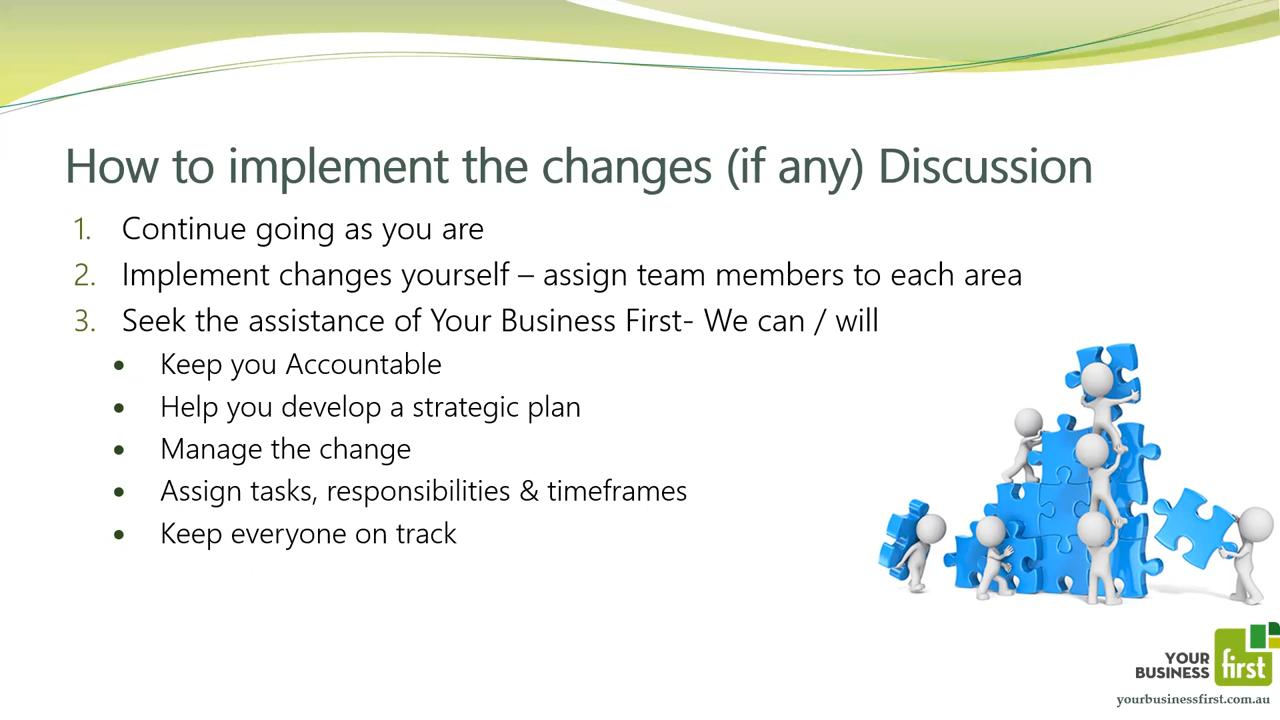 How to implement the changes (if any) Discussion
1. Continue going as you are
2. Implement changes yourself – assign team members to each area
3. Seek the assistance of Your Business First- We can / will
• Keep you Accountable
• Help you develop a strategic plan
• Manage the change
• Assign tasks, responsibilities & timeframes
• Keep everyone on track
YOUR
BUSINESS first
yourbusinessfirst.com.au